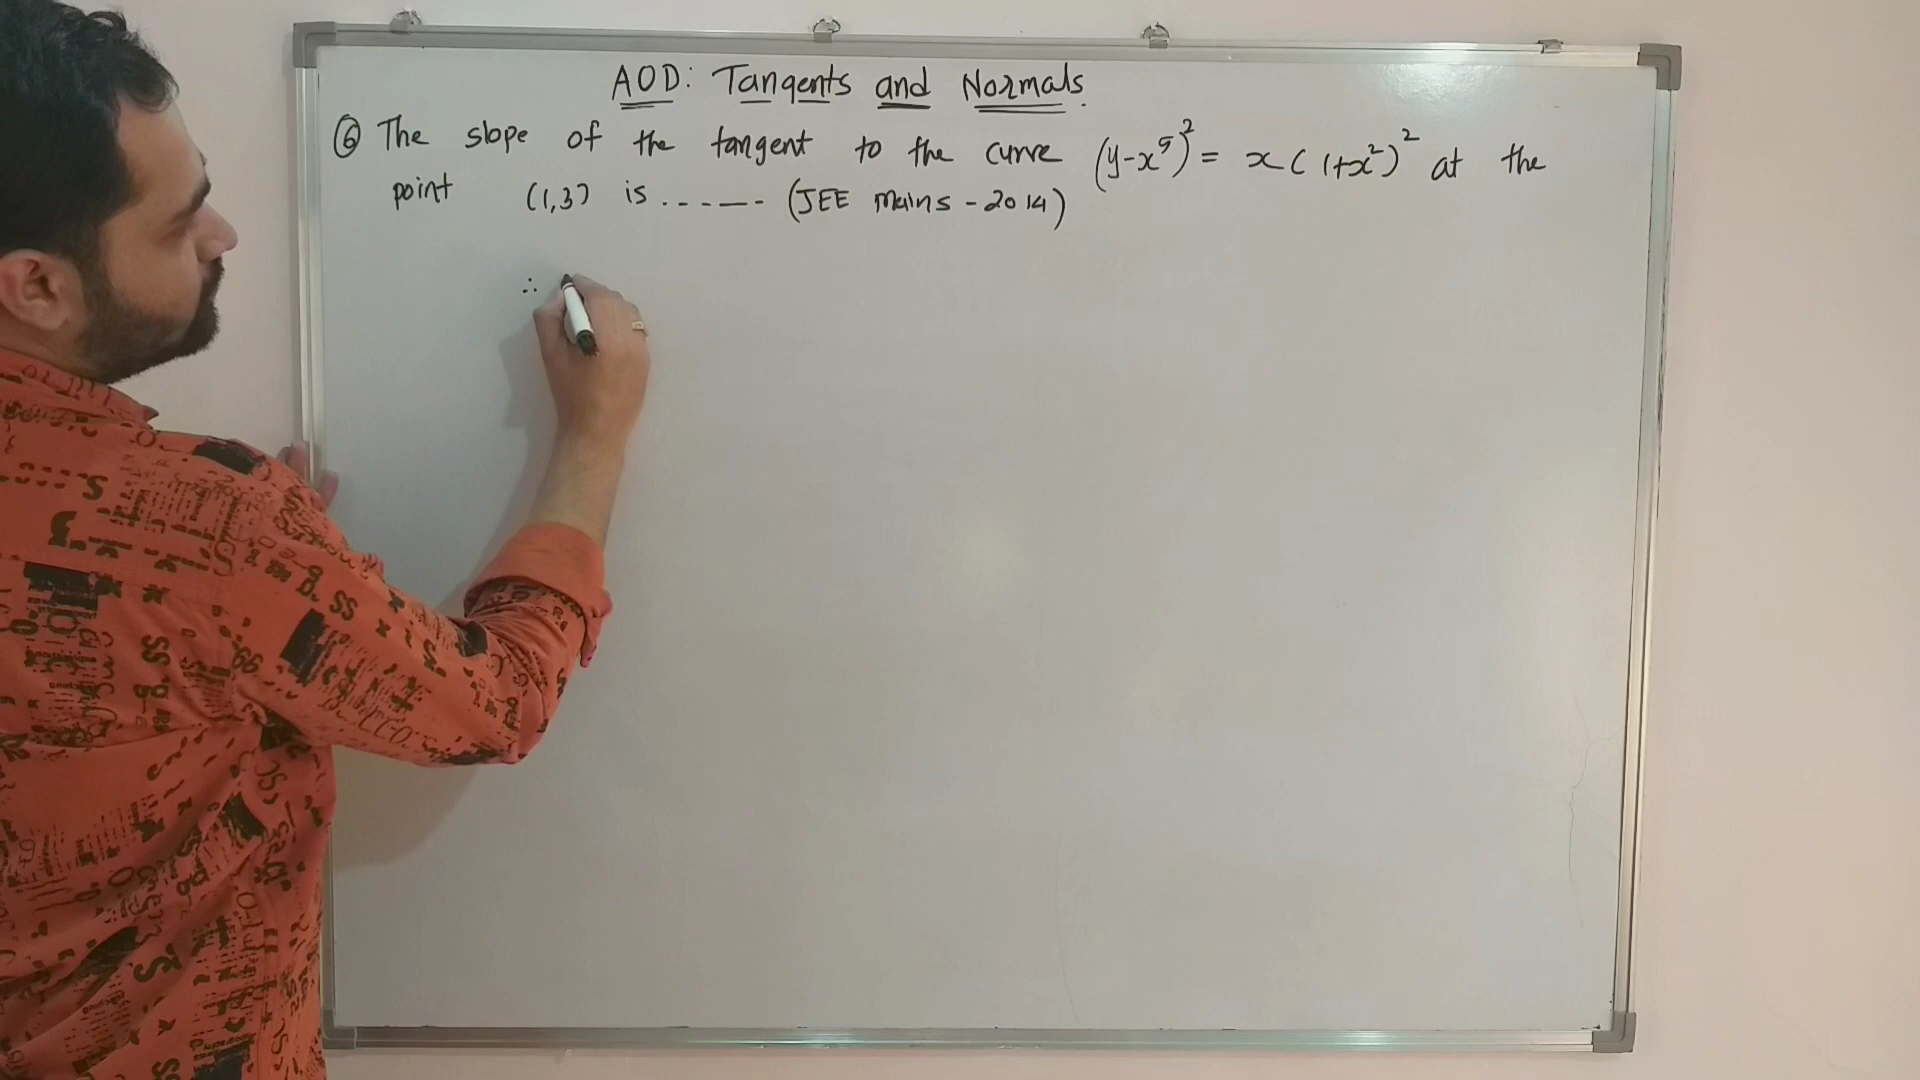 AOD: Tangents and Normals.
⑥ The slope of the tangent to the curve (y-x⁵)² = x(1+x²)² at the
point (1,3) is ------ (JEE Mains - 2014)
∴